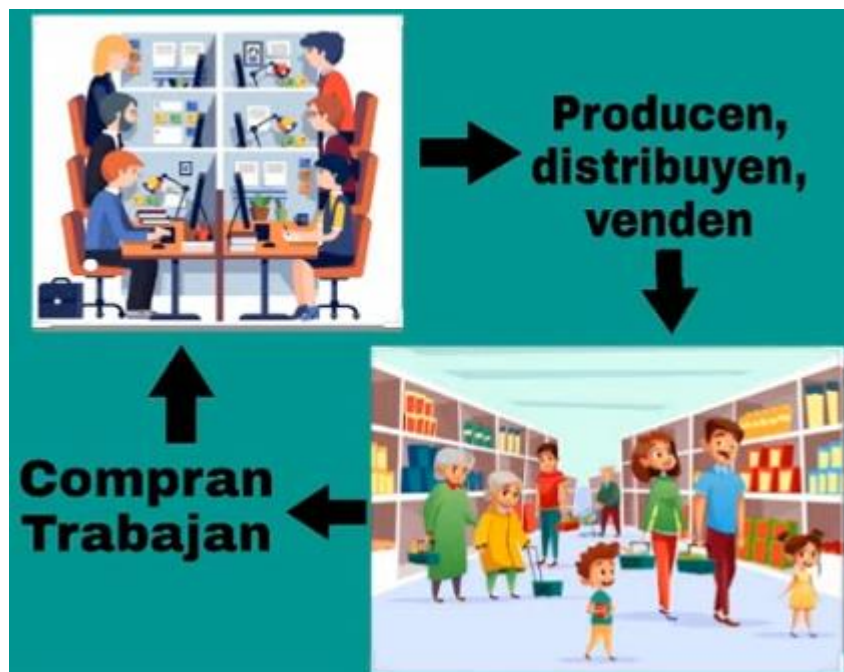 Producen,
distribuyen,
venden
Compran
Trabajan